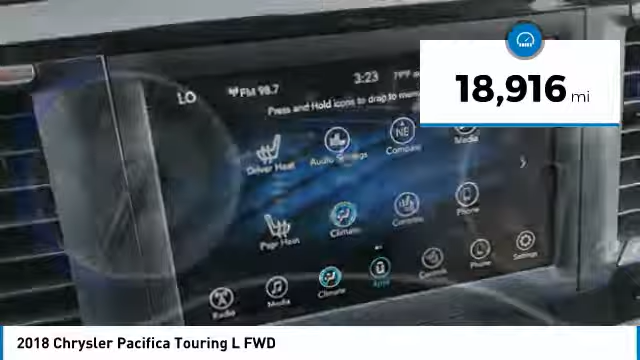 18,916 mi
LO
FM 98.7
3:23
Press and Hold icons to drag to
Driver Heat
Audio Settings
NE
Compass
Media
Pass Heat
Climate
Controls
Phone
Radio
Media
Climate
Apps
Controls
Phone
Settings
2018 Chrysler Pacifica Touring L FWD